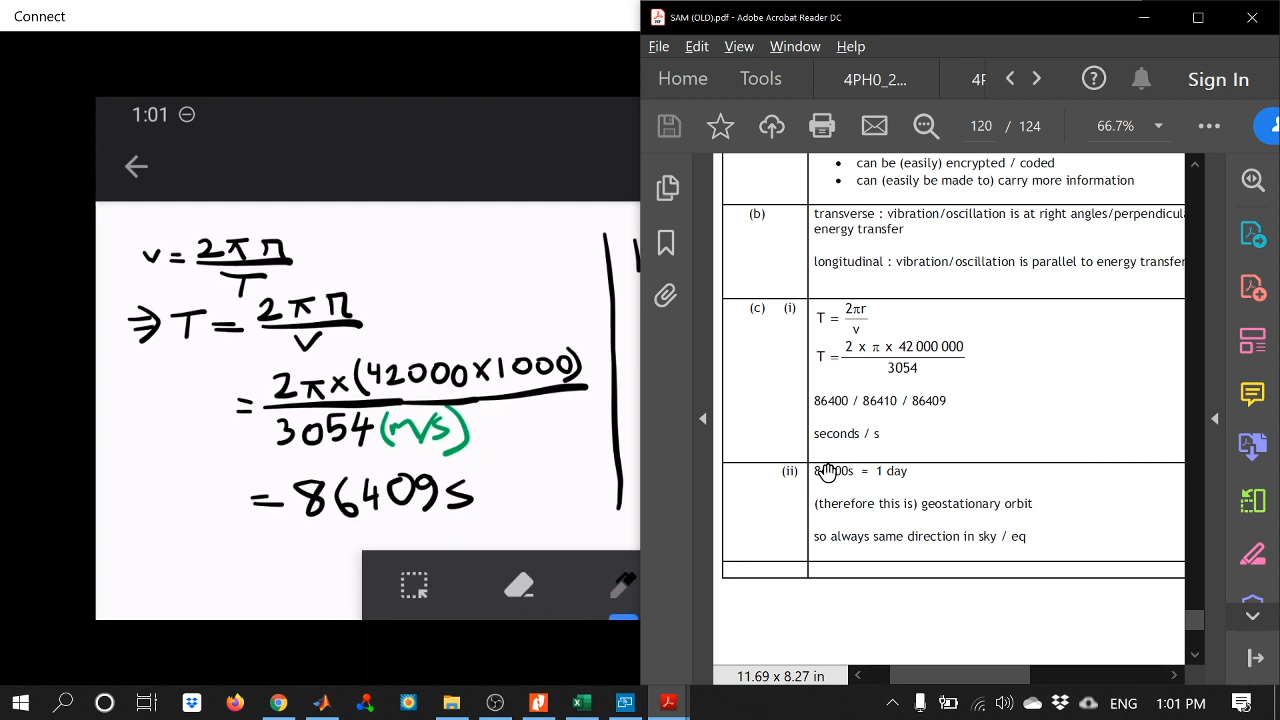 Connect
1:01
v = 2πr / T
⇒ T = 2πr / v
= 2π×(42000×1000) / 3054 (m/s)
= 86409s
SAM (OLD).pdf - Adobe Acrobat Reader DC
File Edit View Window Help
Home Tools 4PH0_2... 4P Sign In
120 / 124 66.7%
• can be (easily) encrypted / coded
• can (easily be made to) carry more information
(b) transverse : vibration/oscillation is at right angles/perpendicula
energy transfer
longitudinal : vibration/oscillation is parallel to energy transfer
(c) (i) T = 2πr / v
T = 2 x π x 42 000 000 / 3054
86400 / 86410 / 86409
seconds / s
(ii) = 1 day
(therefore this is) geostationary orbit
so always same direction in sky / eq
11.69 x 8.27 in
ENG 1:01 PM